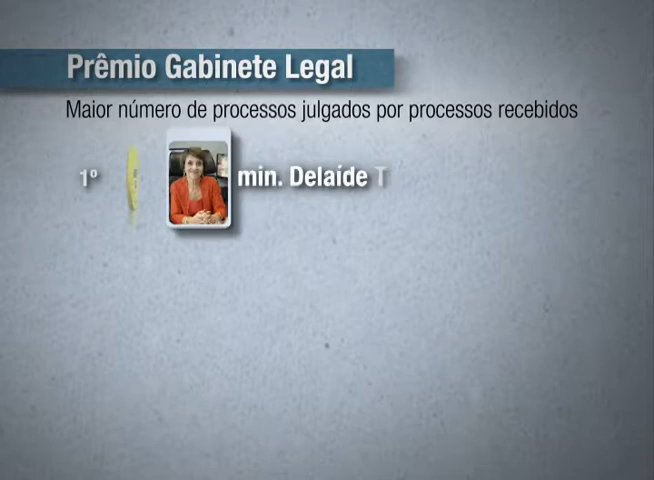 Prêmio Gabinete Legal
Maior número de processos julgados por processos recebidos
1º min. Delaíde T